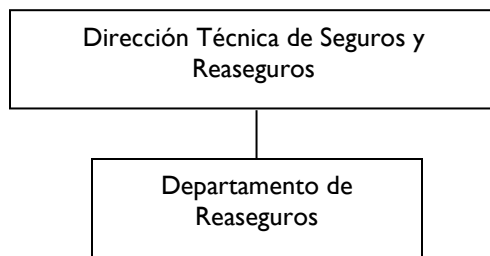 Dirección Técnica de Seguros y
Reaseguros
Departamento de
Reaseguros